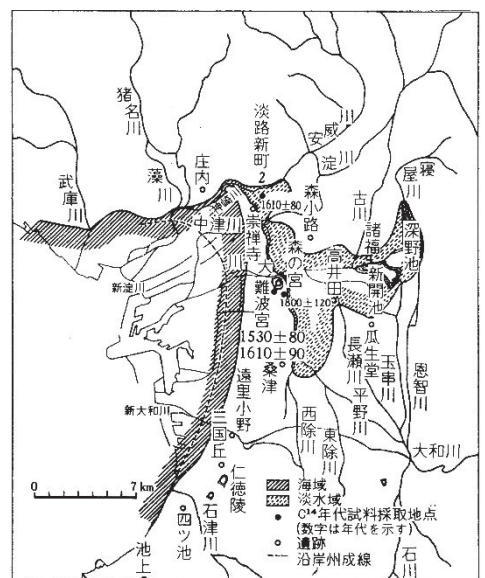 猪名川
武庫川
藻川
庄内
淡路新町
2
安威川
淀川
1610±80
崇禅寺
1
森小路
神崎川
中津川
大川
森の宮
難波宮
1800±120
高井田
古川
諸福
新開池
寝屋川
深野池
新淀川
1530±80
1610±90
桑津
瓜生堂
長瀬川
平野川
玉串川
恩智川
新大和川
遠里小野
三国丘
仁徳陵
西除川
東除川
大和川
石津川
四ツ池
池上
石川
0 7 km
海域
淡水域
C¹⁴年代試料採取地点
(数字は年代を示す)
遺跡
沿岸州成線